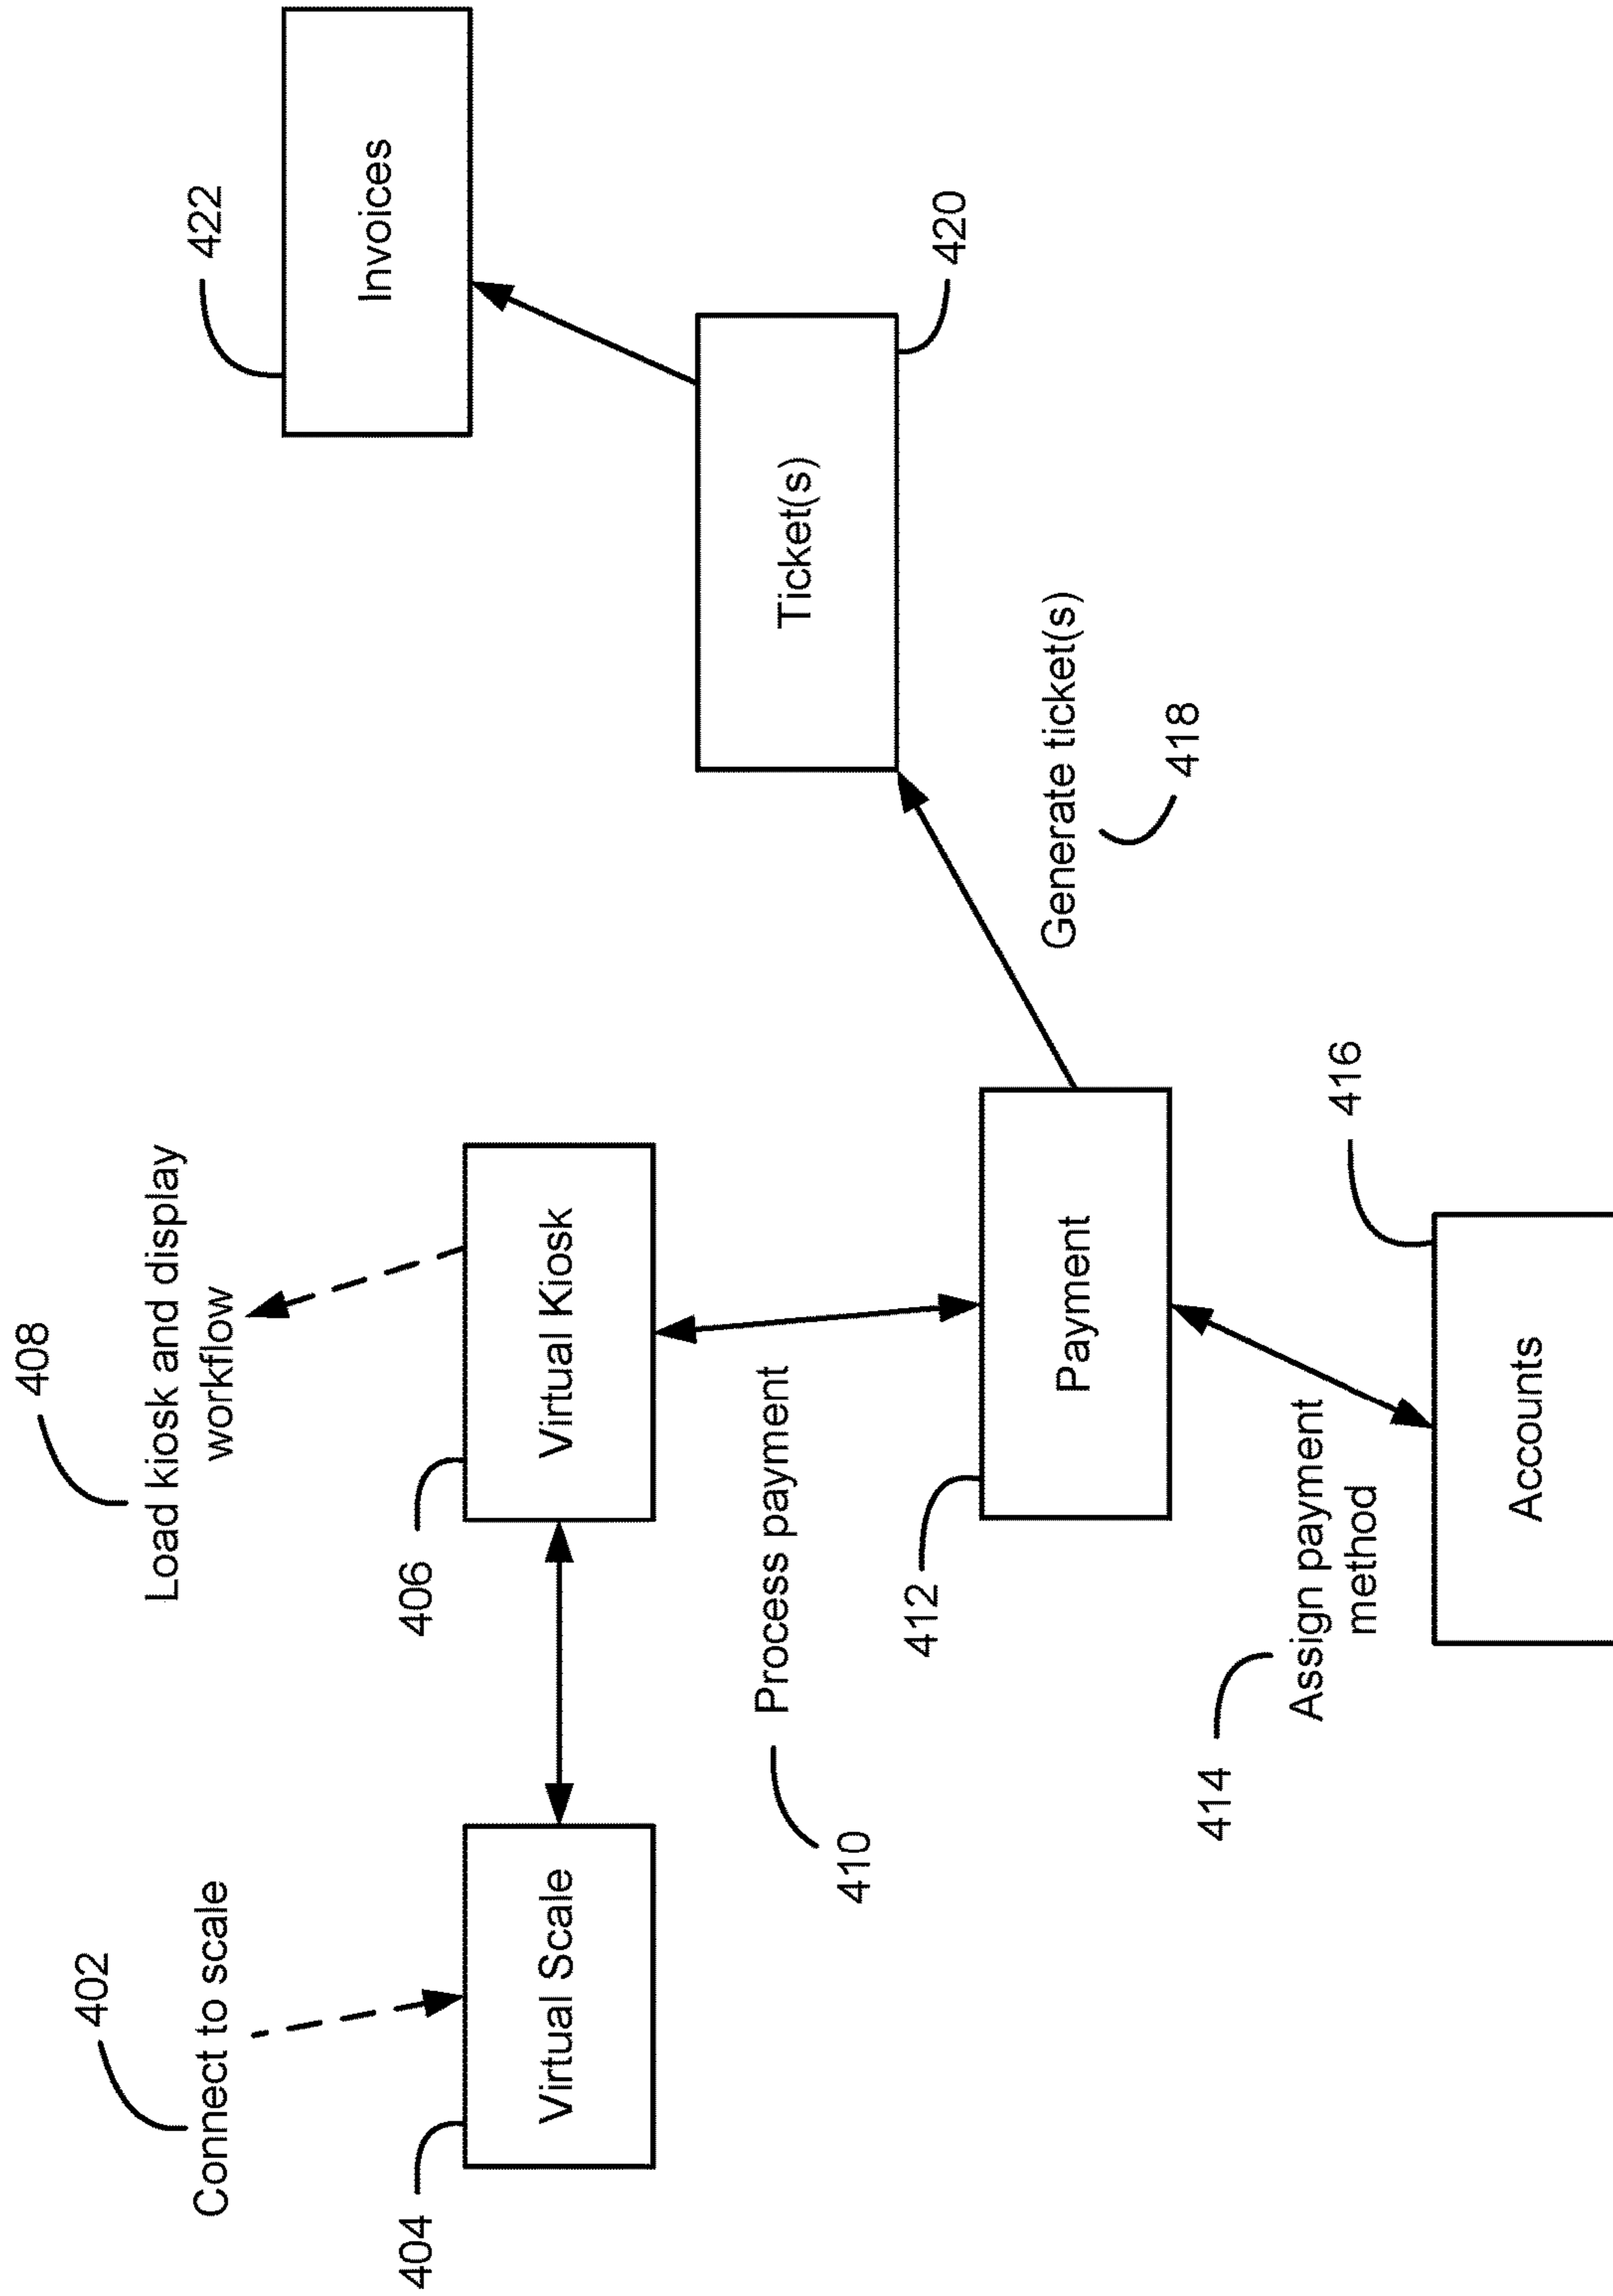 408
Load kiosk and display
workflow
402
Connect to scale
422
Invoices
404
Virtual Scale
406
Virtual Kiosk
410
Process payment
Ticket(s)
420
412
Payment
Generate ticket(s)
418
414
Assign payment
method
416
Accounts